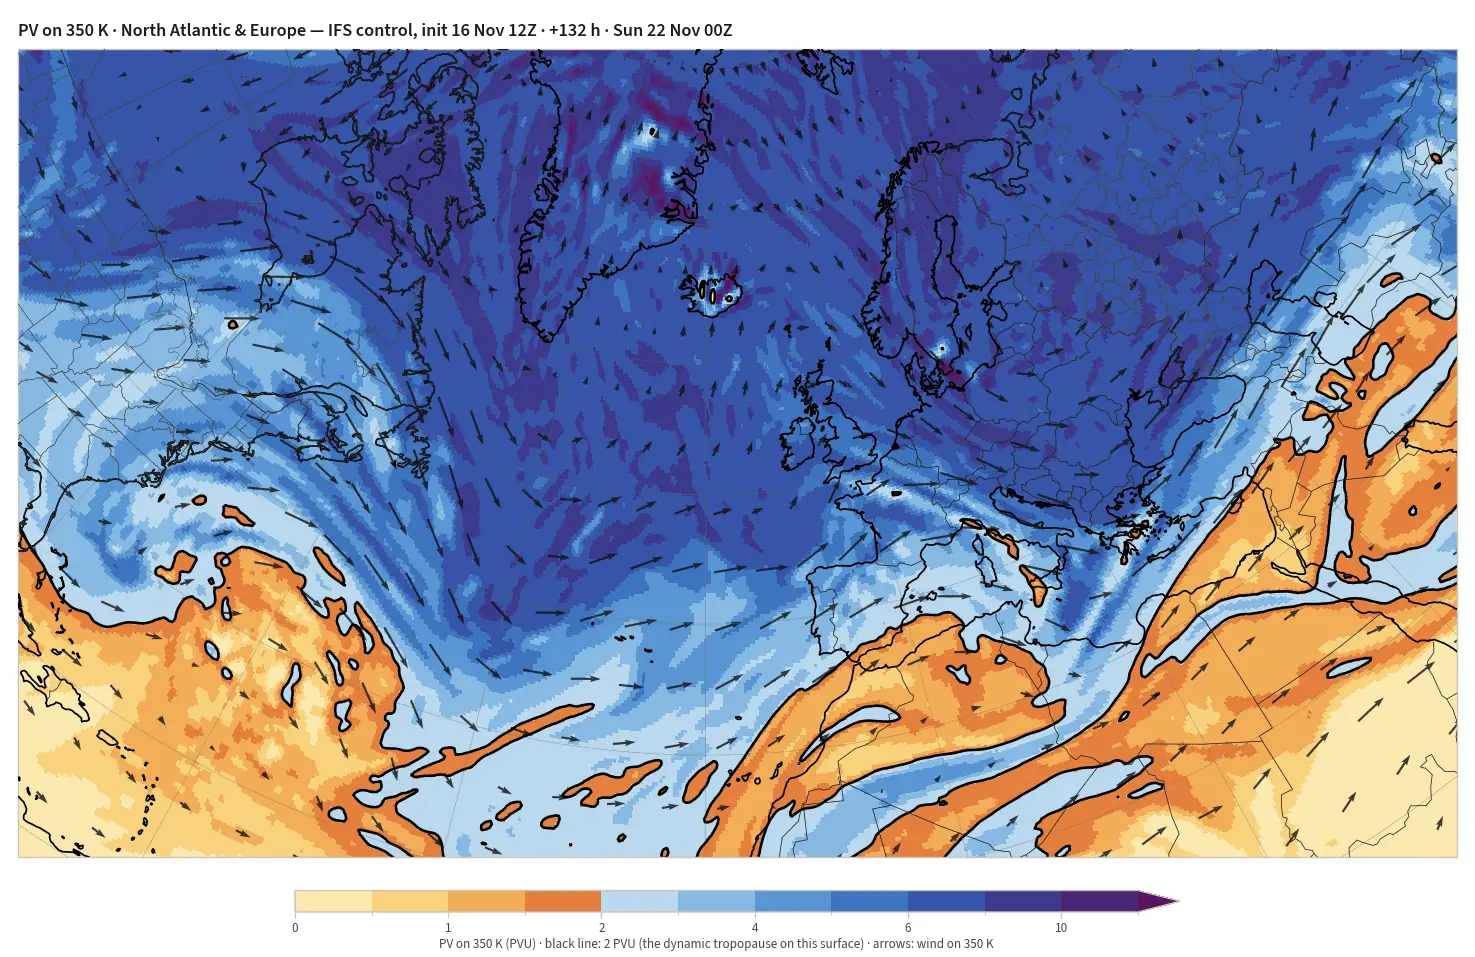 PV on 350 K · North Atlantic & Europe — IFS control, init 16 Nov 12Z · +132 h · Sun 22 Nov 00Z
0 1 2 4 6 10
PV on 350 K (PVU) · black line: 2 PVU (the dynamic tropopause on this surface) · arrows: wind on 350 K